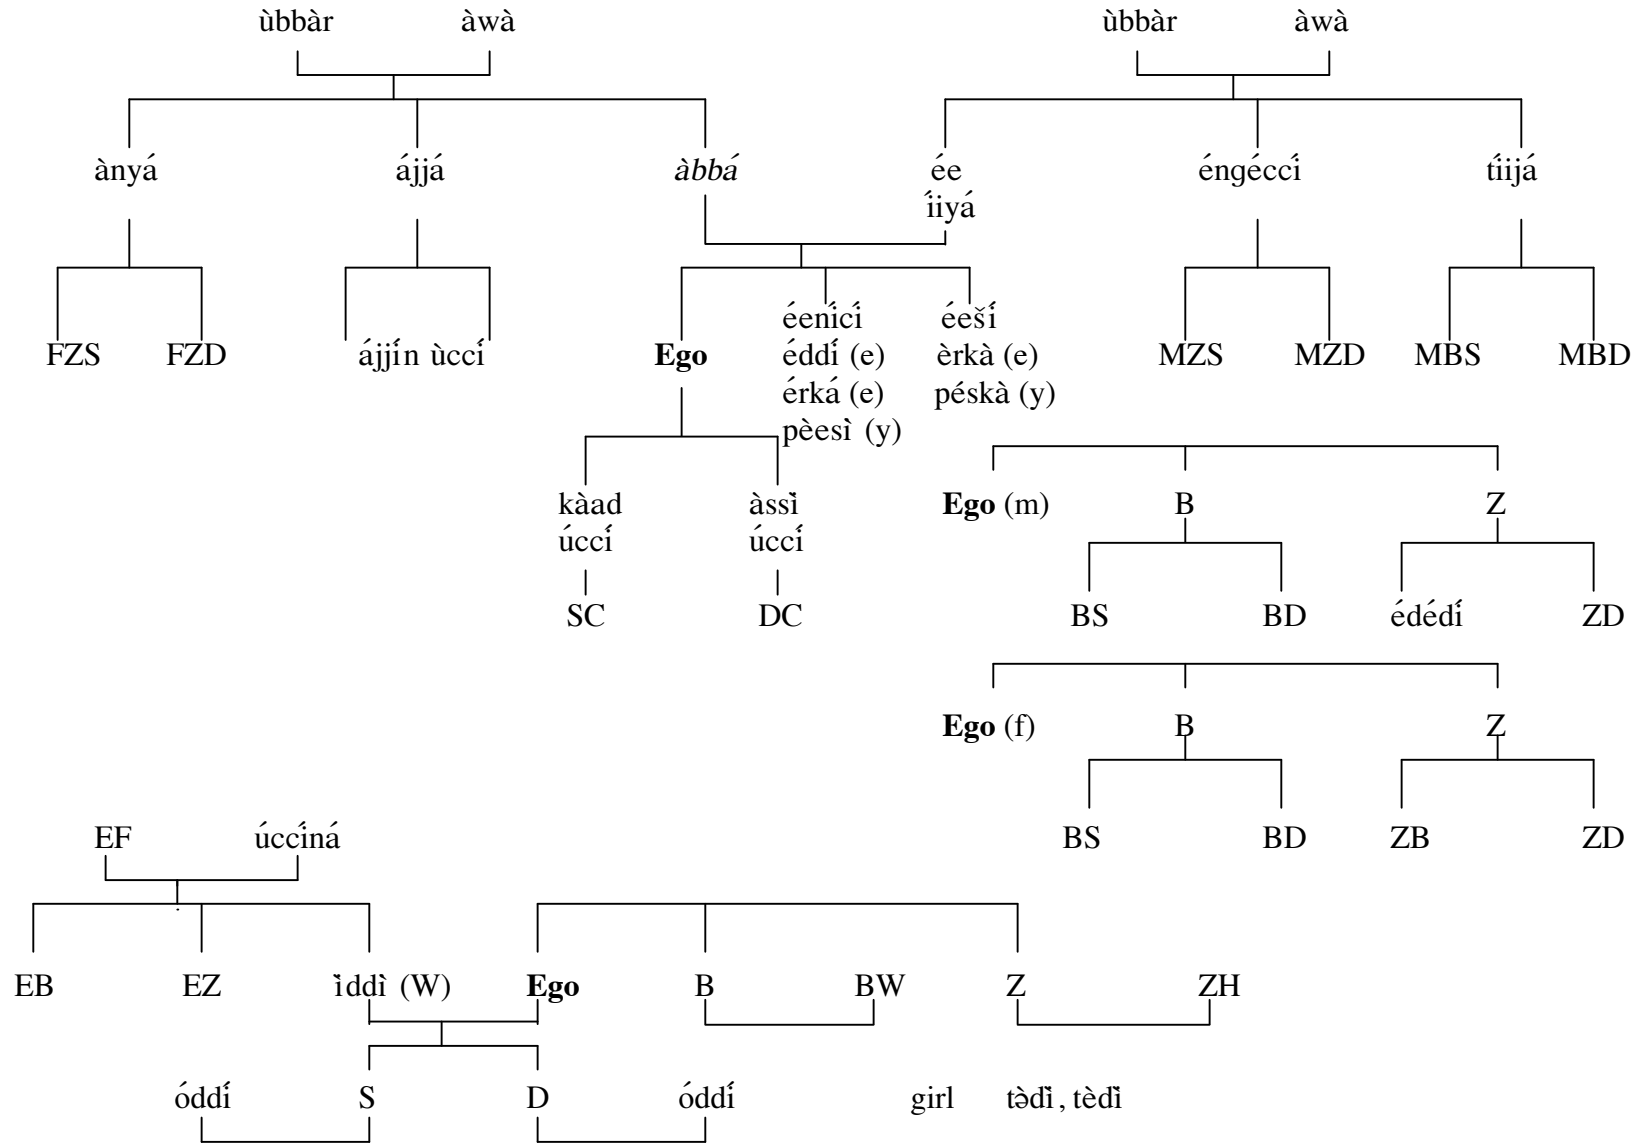 ùbbàr àwà ùbbàr àwà
ànyá ájjá àbbá ée éngéccí tíijá
íiyá
éenící éeší
FZS FZD ájjín ùccí Ego éddí (e) èrkà (e) MZS MZD MBS MBD
érká (e) péskà (y)
pèesì (y)
kàad àssì Ego (m) B Z
úccí úccí
SC DC BS BD édédí ZD
Ego (f) B Z
EF úccíná BS BD ZB ZD
EB EZ ìddì (W) Ego B BW Z ZH
óddí S D óddí girl tə̀dì, tèdì